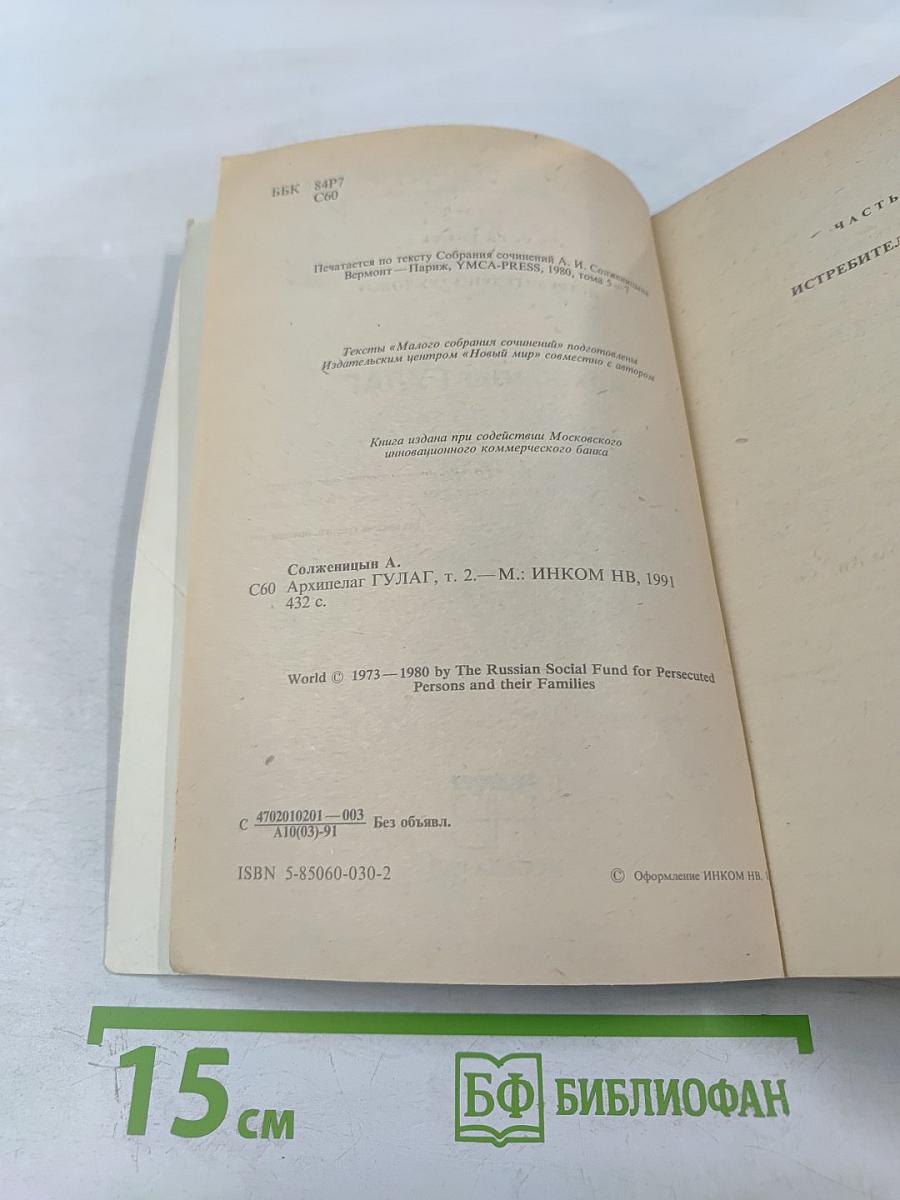 ББК 84Р7
С60
Печатается по тексту Собрания сочинений А. И. Солженицына
Вермонт — Париж, YMCA-PRESS, 1980, тома 5—7
Тексты «Малого собрания сочинений» подготовлены
Издательским центром «Новый мир» совместно с автором
Книга издана при содействии Московского
инновационного коммерческого банка
Солженицын А.
С60 Архипелаг ГУЛАГ, т. 2.— М.: ИНКОМ НВ, 1991
432 с.
World © 1973—1980 by The Russian Social Fund for Persecuted
Persons and their Families
С 4702010201—003
А10(03)-91
Без объявл.
ISBN 5-85060-030-2
© Оформление ИНКОМ НВ, 1
ЧАСТЬ
ИСТРЕБИТЕЛ
15 см
БФ БИБЛИОФАН